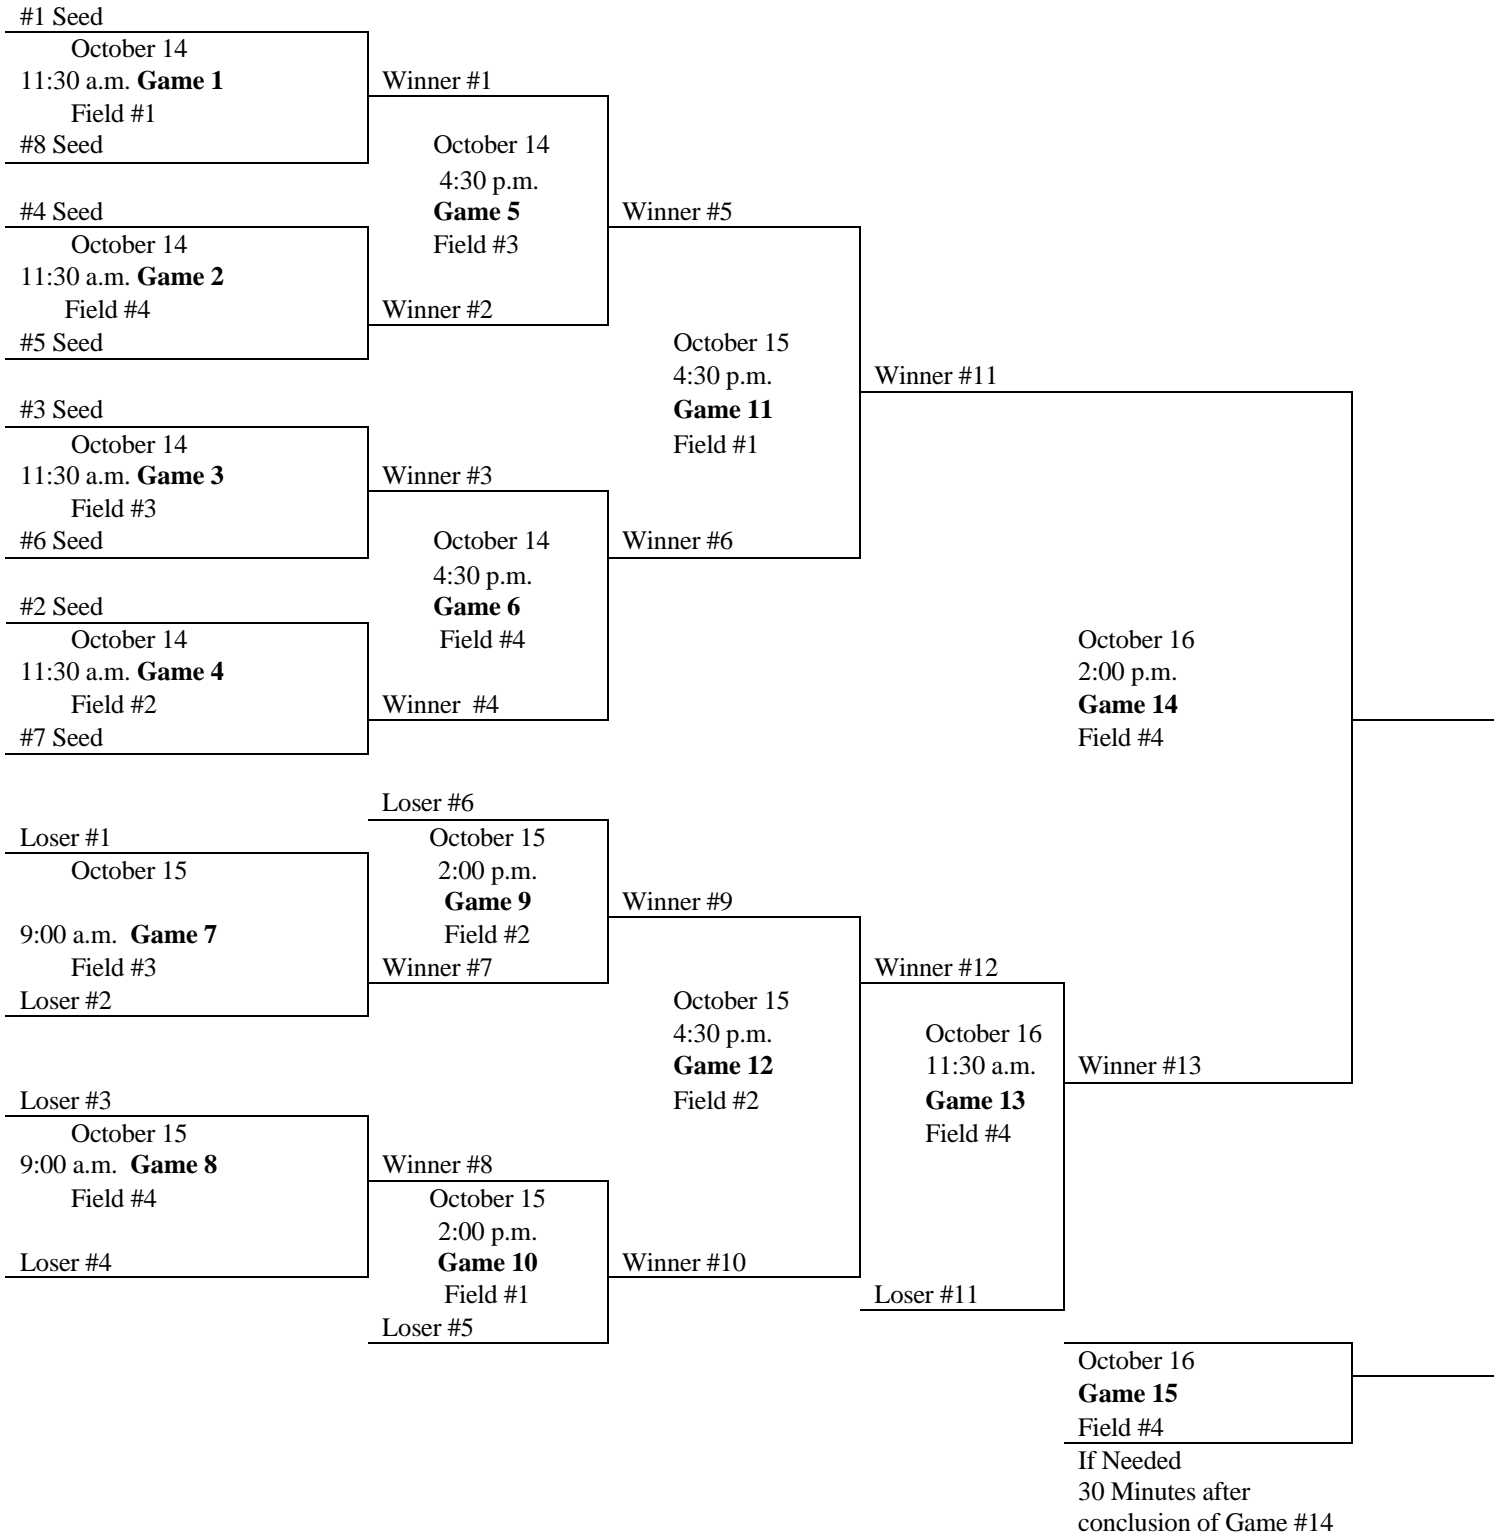 #1 Seed
October 14
11:30 a.m. Game 1
Field #1
#8 Seed
#4 Seed
October 14
11:30 a.m. Game 2
Field #4
#5 Seed
#3 Seed
October 14
11:30 a.m. Game 3
Field #3
#6 Seed
#2 Seed
October 14
11:30 a.m. Game 4
Field #2
#7 Seed
Loser #1
October 15
9:00 a.m. Game 7
Field #3
Loser #2
Loser #3
October 15
9:00 a.m. Game 8
Field #4
Loser #4
Winner #1
October 14
4:30 p.m.
Game 5
Field #3
Winner #2
Winner #3
October 14
4:30 p.m.
Game 6
Field #4
Winner #4
Loser #6
October 15
2:00 p.m.
Game 9
Field #2
Winner #7
Winner #8
October 15
2:00 p.m.
Game 10
Field #1
Loser #5
Winner #5
October 15
4:30 p.m.
Game 11
Field #1
Winner #6
Winner #9
October 15
4:30 p.m.
Game 12
Field #2
Winner #10
Winner #11
Winner #12
October 16
11:30 a.m.
Game 13
Field #4
Loser #11
October 16
2:00 p.m.
Game 14
Field #4
Winner #13
October 16
Game 15
Field #4
If Needed
30 Minutes after
conclusion of Game #14